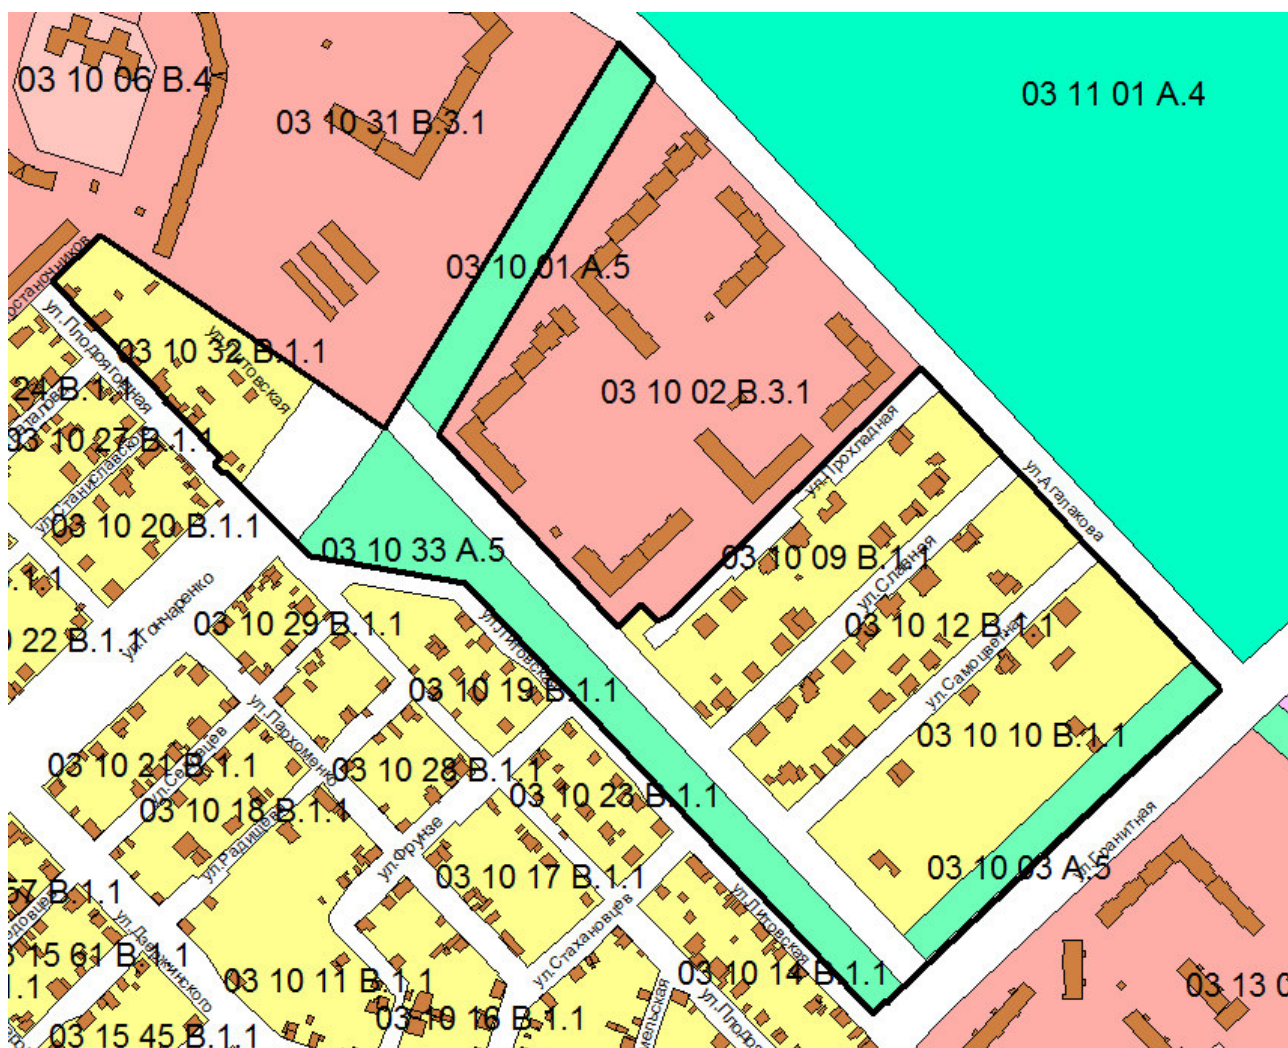 03 10 06 В.4
03 11 01 А.4
03 10 31 В.3.1
03 10 01 А.5
ул.Плодоягодная
03 10 32 В.1.1
ул.Литовская
24 В.1.1
03 10 02 В.3.1
03 10 27 В.1.1
ул.Прохладная
03 10 20 В.1.1
ул.Агалакова
03 10 33 А.5
03 10 09 В.1.1
ул.Славная
ул.Гончаренко
03 10 29 В.1.1
22 В.1.1
03 10 12 В.1.1
ул.Литовская
ул.Самоцветная
03 10 19 В.1.1
ул.Пархоменко
03 10 10 В.1.1
03 10 21 В.1.1
03 10 28 В.1.1
03 10 23 В.1.1
03 10 18 В.1.1
ул.Гранитная
ул.Фрунзе
03 10 03 А.5
03 10 17 В.1.1
67 В.1.1
ул.Литовская
ул.Стахановцев
15 61 В.1.1
ул.Дзержинского
03 10 11 В.1.1
03 10 14 В.1.1
03 13 0
03 10 16 В.1.1
03 15 45 В.1.1